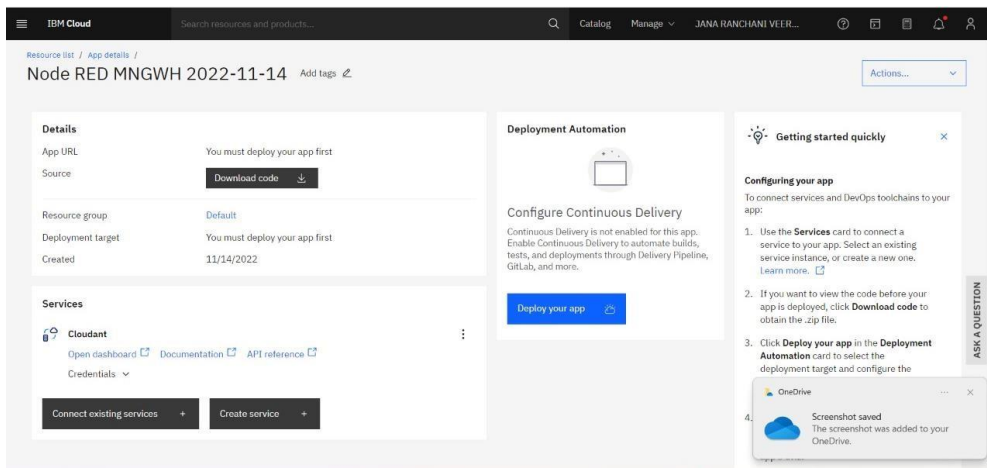 IBM Cloud
Search resources and products...
Catalog
Manage
JANA RANCHANI VEER...
Resource list / App details /
Node RED MNGWH 2022-11-14
Add tags
Actions...
Details
App URL
You must deploy your app first
Source
Download code
Resource group
Default
Deployment target
You must deploy your app first
Created
11/14/2022
Services
Cloudant
Open dashboard
Documentation
API reference
Credentials
Connect existing services +
Create service +
Deployment Automation
Configure Continuous Delivery
Continuous Delivery is not enabled for this app.
Enable Continuous Delivery to automate builds,
tests, and deployments through Delivery Pipeline,
GitLab, and more.
Deploy your app
Getting started quickly
Configuring your app
To connect services and DevOps toolchains to your
app:
1. Use the Services card to connect a
service to your app. Select an existing
service instance, or create a new one.
Learn more.
2. If you want to view the code before your
app is deployed, click Download code to
obtain the .zip file.
3. Click Deploy your app in the Deployment
Automation card to select the
deployment target and configure the
4.
OneDrive
Screenshot saved
The screenshot was added to your
OneDrive.
ASK A QUESTION